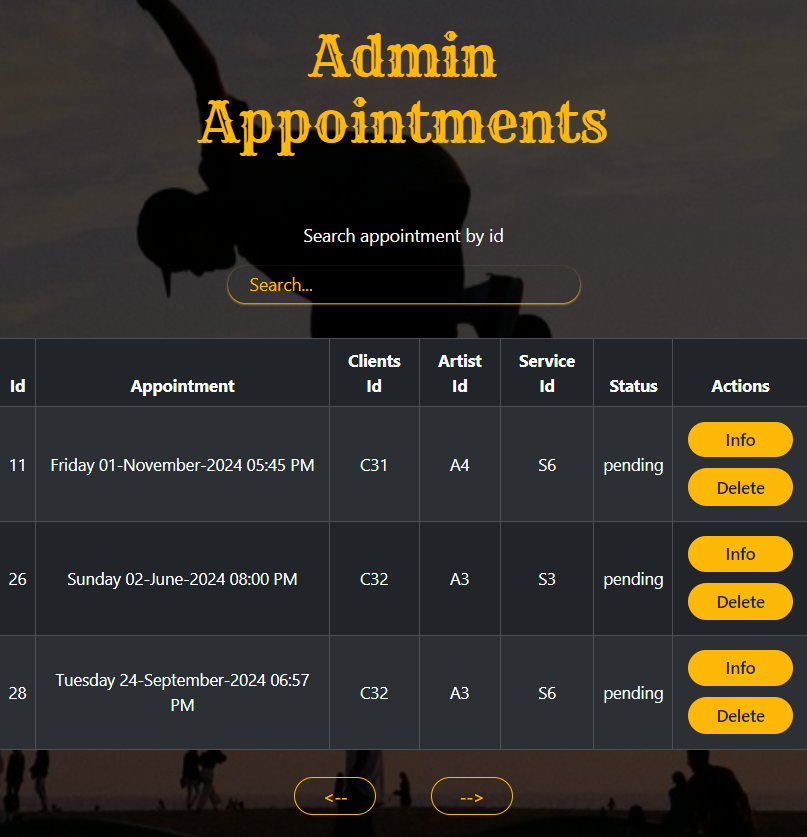 Admin
Appointments
Search appointment by id
Search...
Id Appointment Clients Id Artist Id Service Id Status Actions
11 Friday 01-November-2024 05:45 PM C31 A4 S6 pending Info
Delete
26 Sunday 02-June-2024 08:00 PM C32 A3 S3 pending Info
Delete
28 Tuesday 24-September-2024 06:57 PM C32 A3 S6 pending Info
Delete
<-- -->